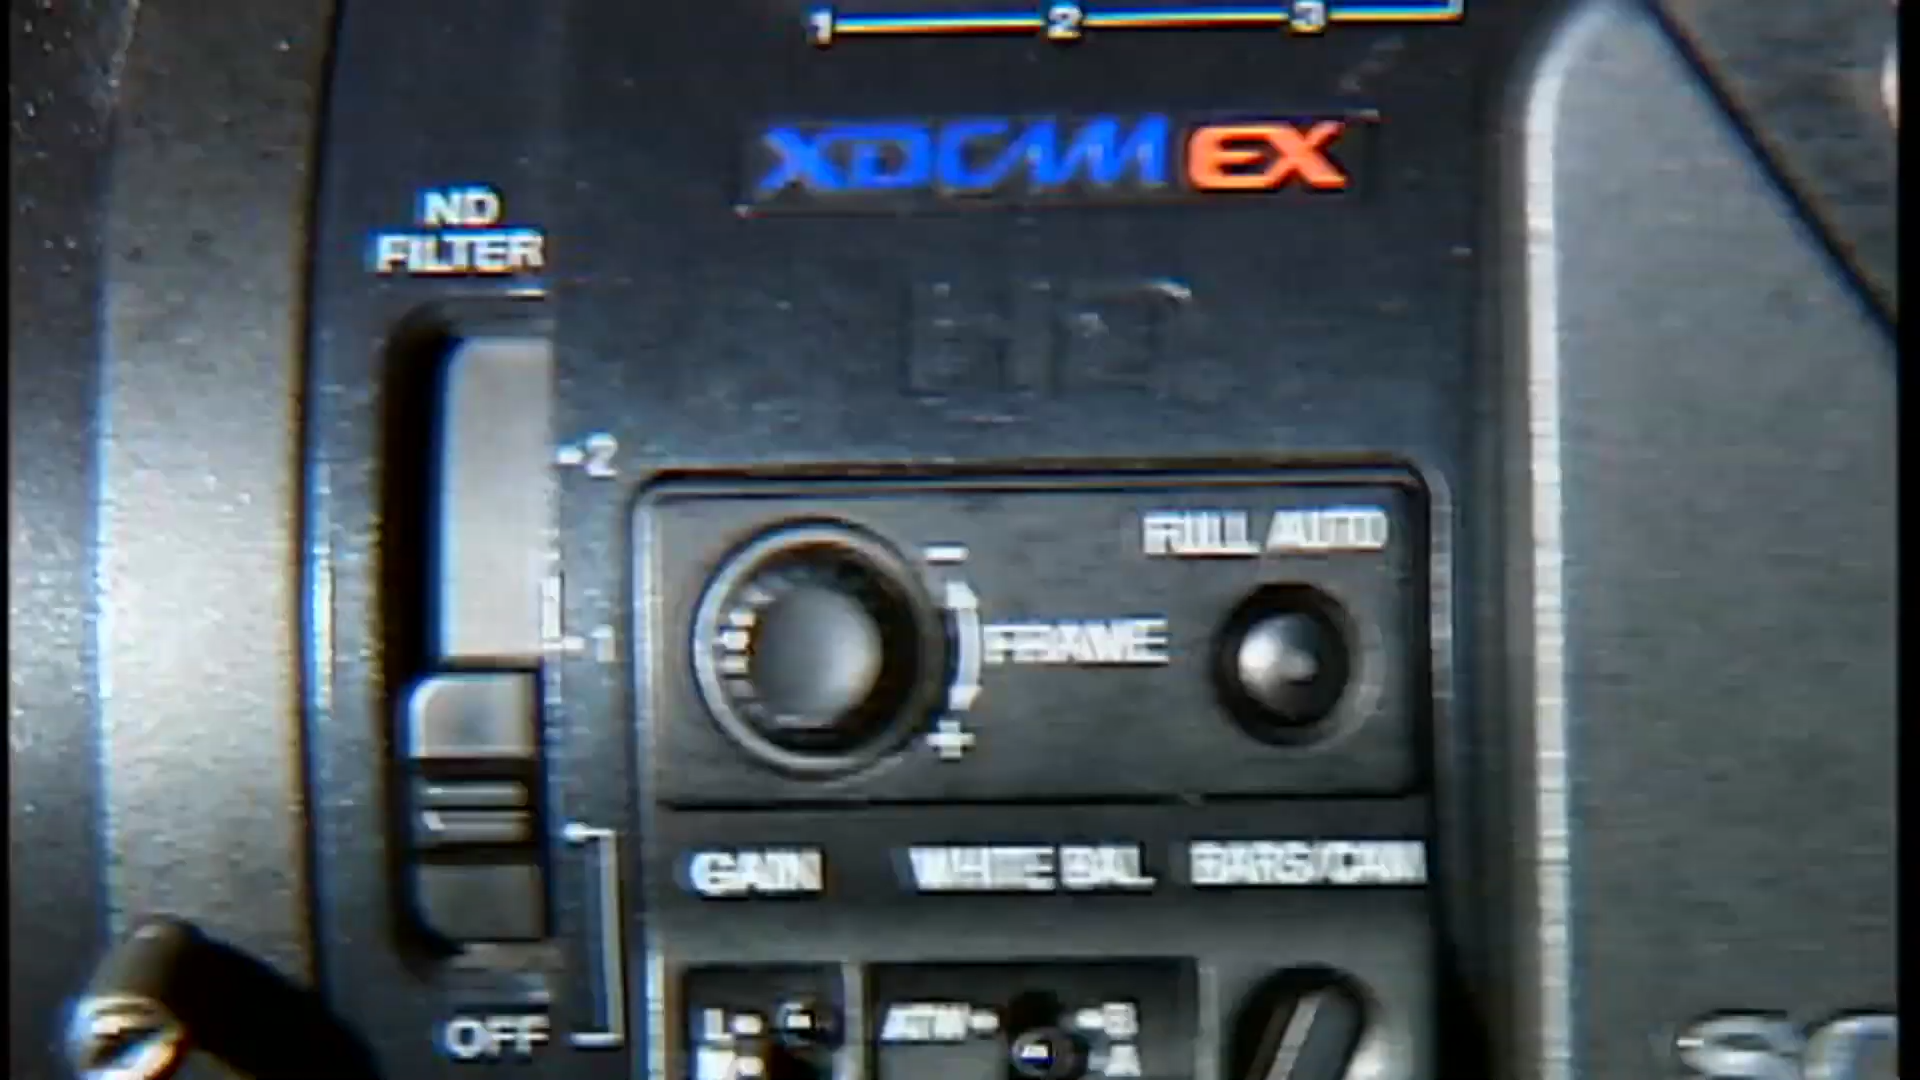 1 2 3
XDCAM EX
ND
FILTER
HD
2
FULL AUTO
1
FRAME
GAIN WHITE BAL BARS/CAM
OFF
L ATW B
M A